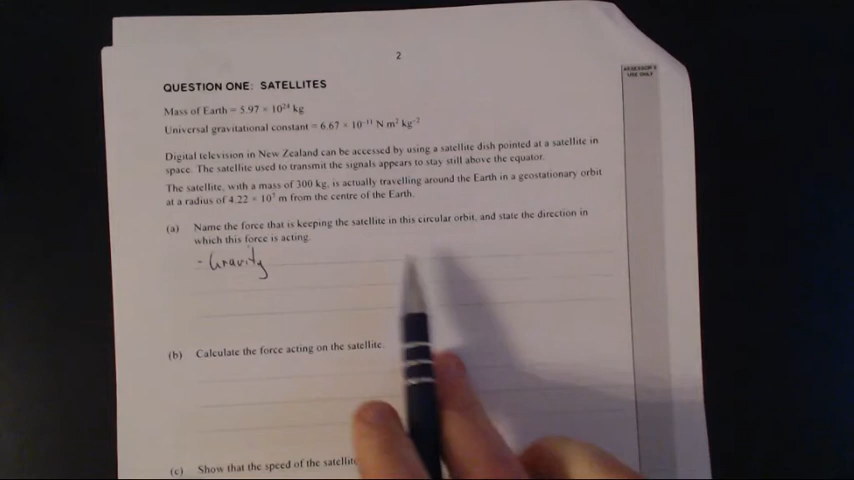 2
ASSESSOR'S
USE ONLY
QUESTION ONE: SATELLITES
Mass of Earth = 5.97 × 10²⁴ kg
Universal gravitational constant = 6.67 × 10⁻¹¹ N m² kg⁻²
Digital television in New Zealand can be accessed by using a satellite dish pointed at a satellite in
space. The satellite used to transmit the signals appears to stay still above the equator.
The satellite, with a mass of 300 kg, is actually travelling around the Earth in a geostationary orbit
at a radius of 4.22 × 10⁷ m from the centre of the Earth.
(a) Name the force that is keeping the satellite in this circular orbit, and state the direction in
which this force is acting.
- Gravity
(b) Calculate the force acting on the satellite.
(c) Show that the speed of the satellite